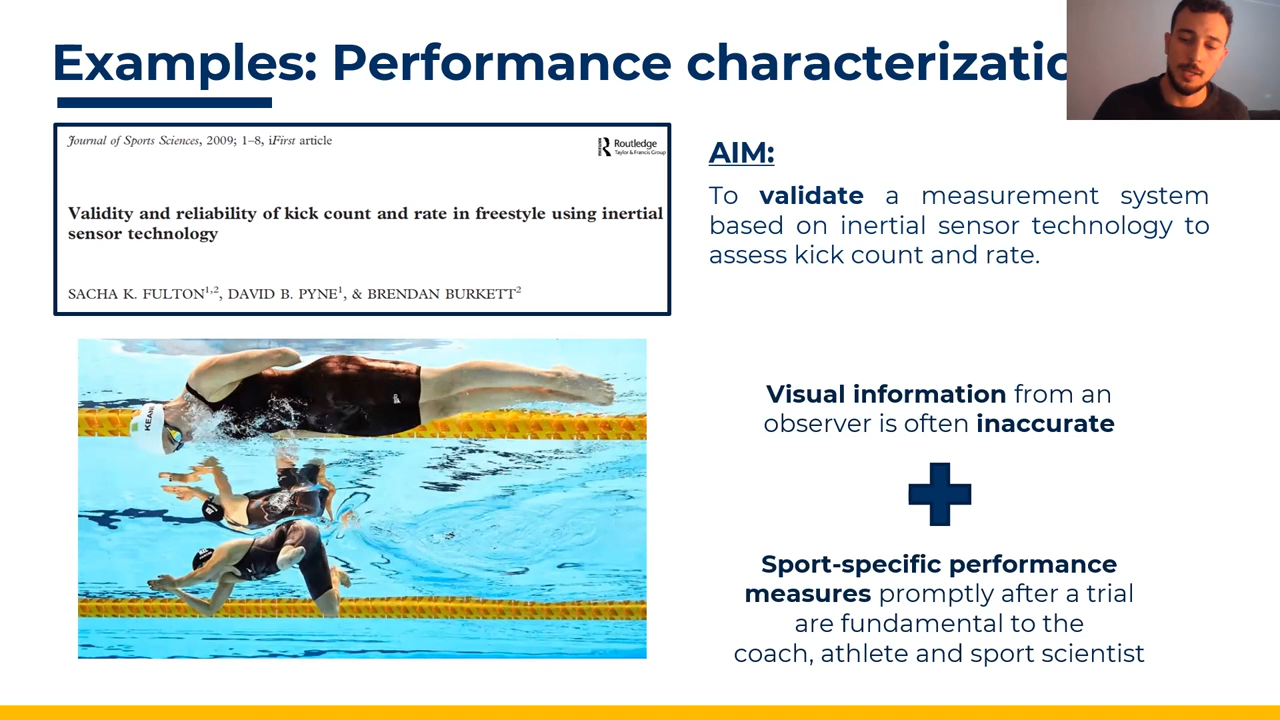 Examples: Performance characterizatio
Journal of Sports Sciences, 2009; 1–8, iFirst article
Routledge
Taylor & Francis Group
Validity and reliability of kick count and rate in freestyle using inertial
sensor technology
SACHA K. FULTON1,2, DAVID B. PYNE1, & BRENDAN BURKETT2
AIM:
To validate a measurement system
based on inertial sensor technology to
assess kick count and rate.
Visual information from an
observer is often inaccurate
Sport-specific performance
measures promptly after a trial
are fundamental to the
coach, athlete and sport scientist